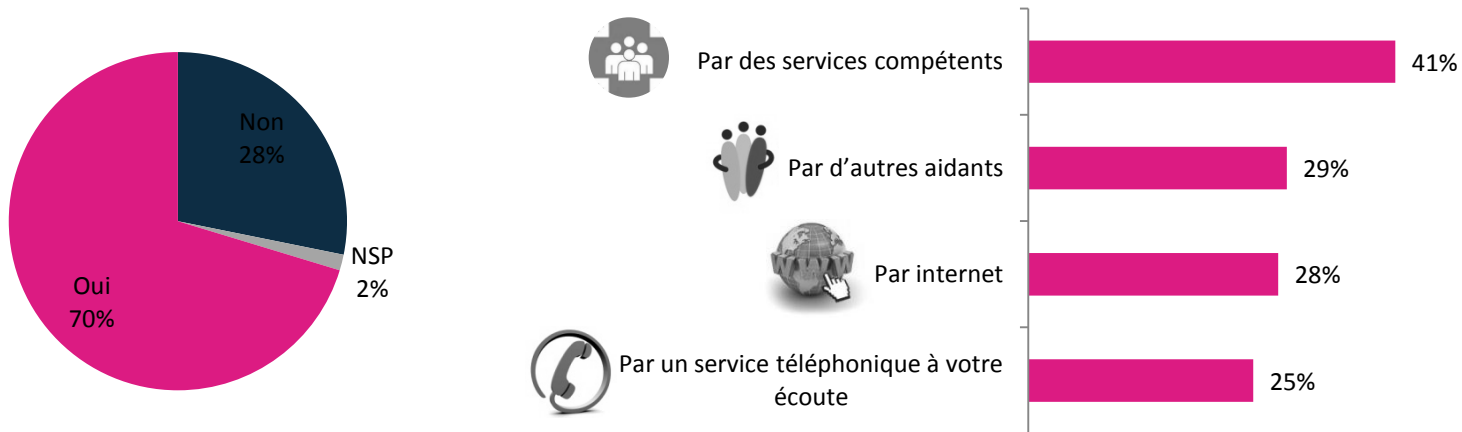 Non
28%
NSP
2%
Oui
70%
Par des services compétents
41%
Par d'autres aidants
29%
WWW
Par internet
28%
Par un service téléphonique à votre
écoute
25%